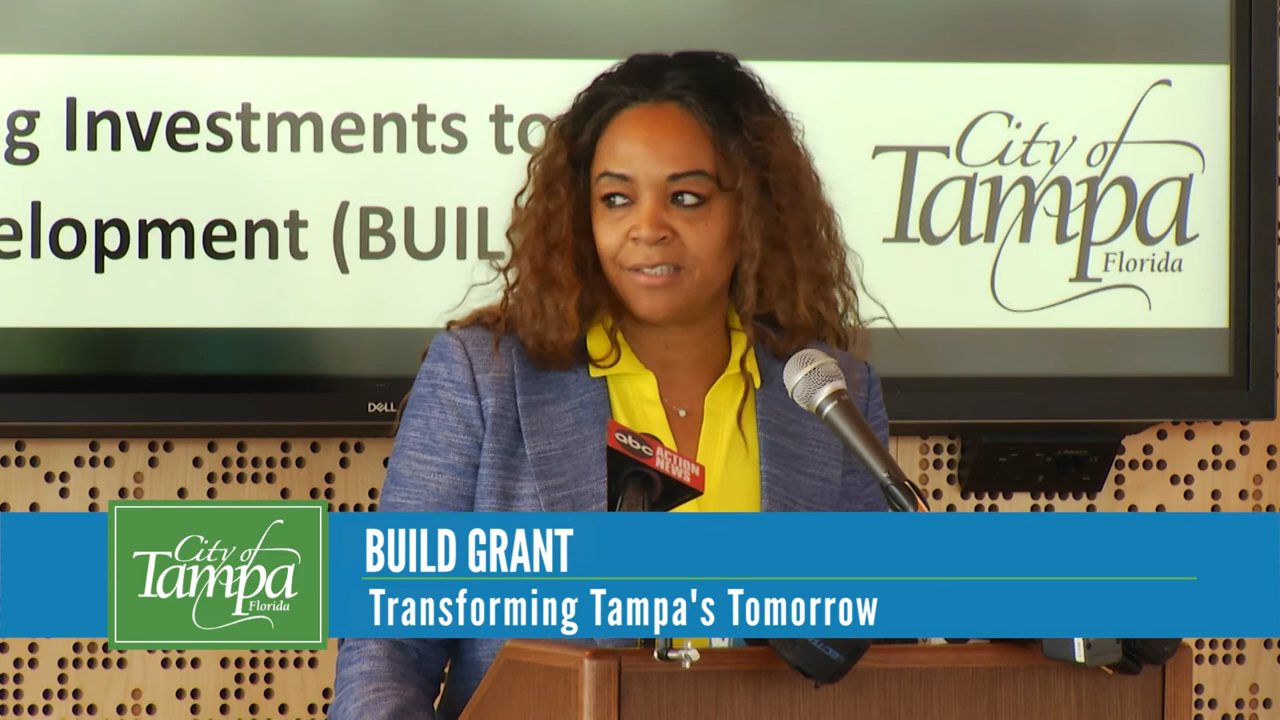 g Investments to
elopment (BUIL
City of
Tampa
Florida
DELL
abc ACTION
NEWS
City of
Tampa
Florida
BUILD GRANT
Transforming Tampa's Tomorrow